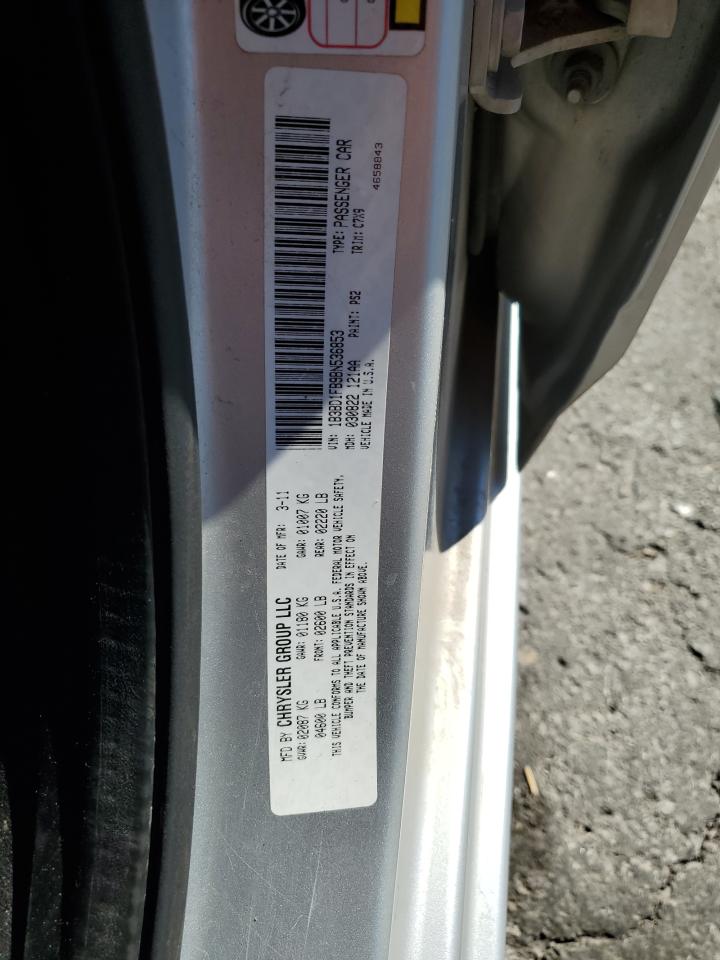 MFD BY CHRYSLER GROUP LLC
DATE OF MFR: 3-11
GVWR: 02087 KG
GAWR: 01180 KG
GAWR: 01007 KG
04600 LB
FRONT: 02600 LB
REAR: 02220 LB
THIS VEHICLE CONFORMS TO ALL APPLICABLE U.S.A. FEDERAL MOTOR VEHICLE SAFETY,
BUMPER AND THEFT PREVENTION STANDARDS IN EFFECT ON
THE DATE OF MANUFACTURE SHOWN ABOVE.
VIN: 1B3BD1FB9BN536853
TYPE: PASSENGER CAR
MDH: 030822 121AA
PAINT: PS2
TRIM: C7X9
VEHICLE MADE IN U.S.A.
4658843